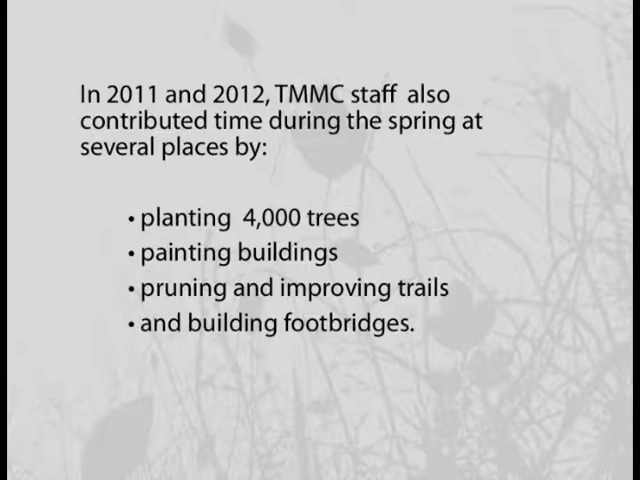 In 2011 and 2012, TMMC staff also
contributed time during the spring at
several places by:
• planting 4,000 trees
• painting buildings
• pruning and improving trails
• and building footbridges.